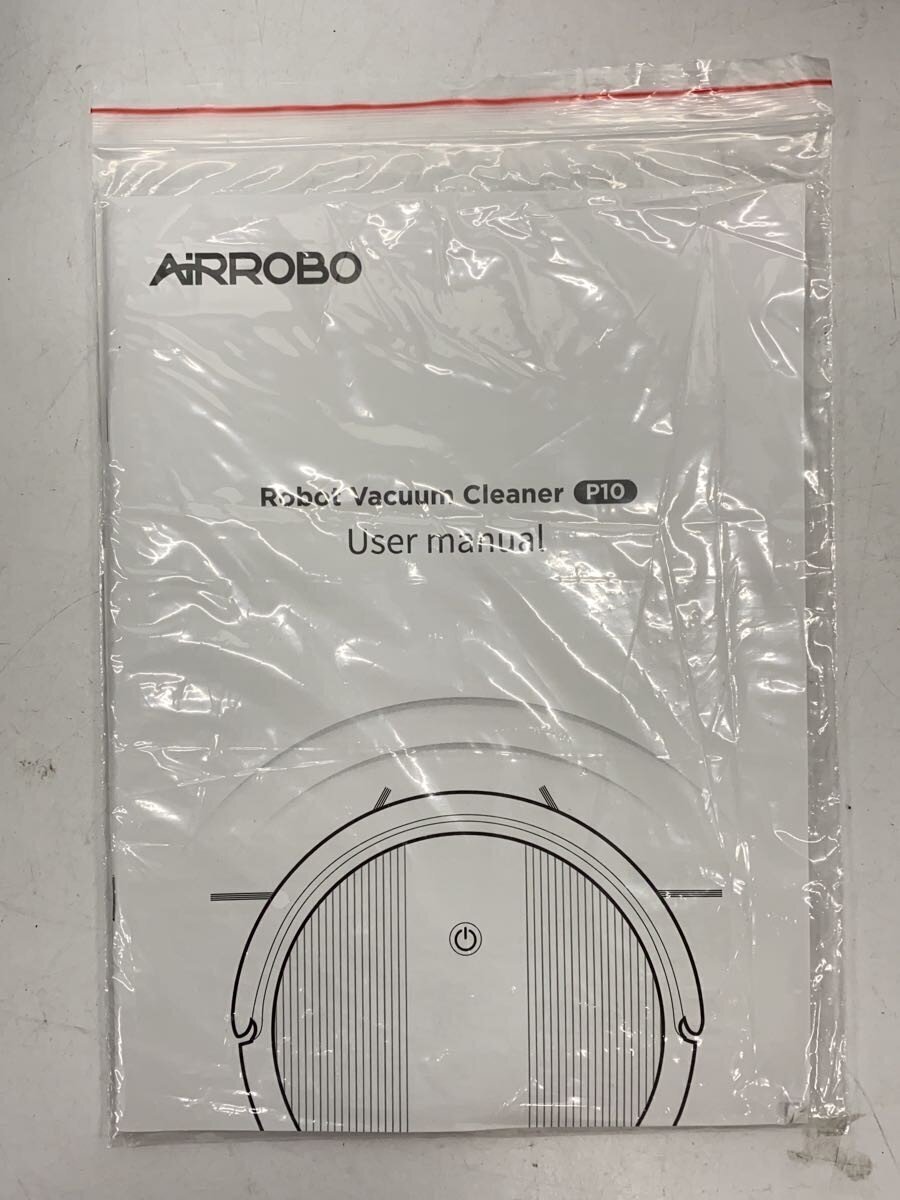 AiRROBO
Robot Vacuum Cleaner P10
User manual